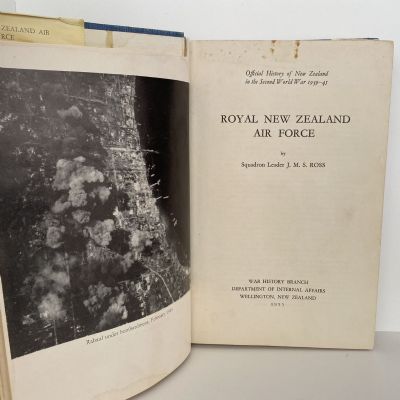 ZEALAND AIR
RCE
Rabaul under bombardment, February 1944
Official History of New Zealand
in the Second World War 1939–45
ROYAL NEW ZEALAND
AIR FORCE
by
Squadron Leader J. M. S. ROSS
WAR HISTORY BRANCH
DEPARTMENT OF INTERNAL AFFAIRS
WELLINGTON, NEW ZEALAND
1955